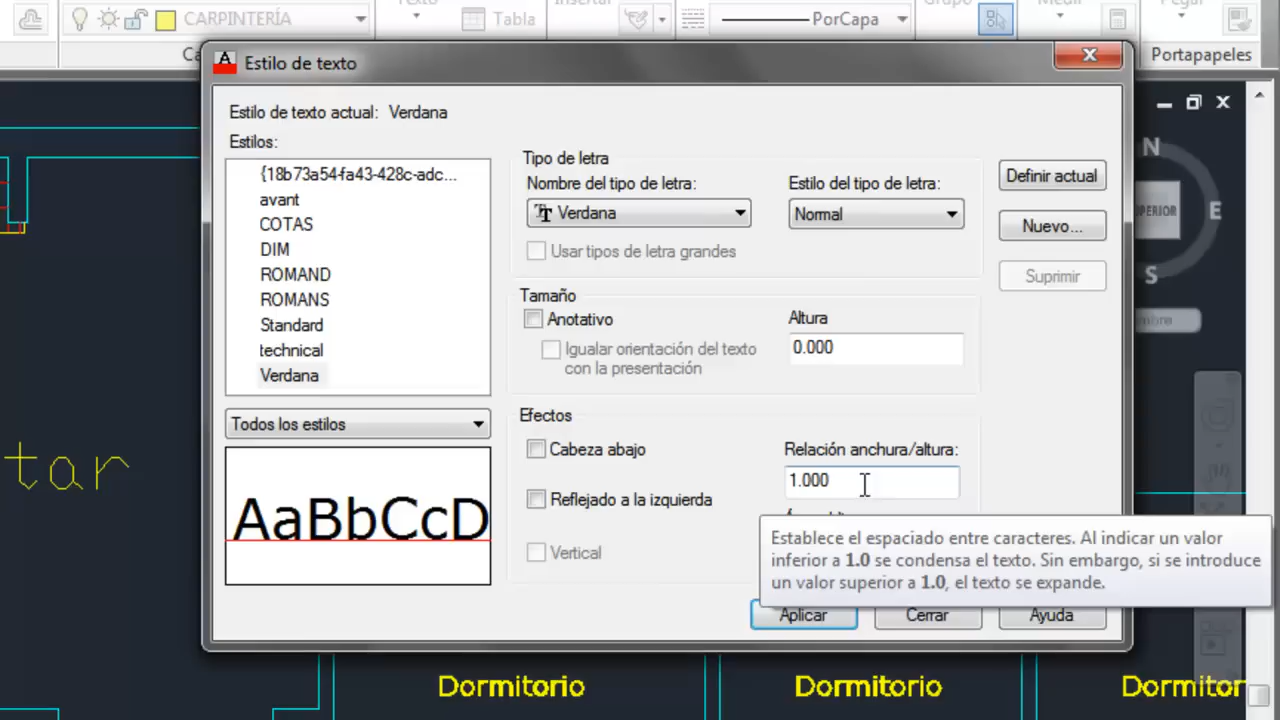 CARPINTERÍA
Texto
Tabla
Insertar
PorCapa
Grupo
Medir
Pegar
Portapapeles
Estilo de texto
Estilo de texto actual: Verdana
Estilos:
{18b73a54-fa43-428c-adc...
avant
COTAS
DIM
ROMAND
ROMANS
Standard
technical
Verdana
Todos los estilos
AaBbCcD
Tipo de letra
Nombre del tipo de letra:
Verdana
Usar tipos de letra grandes
Estilo del tipo de letra:
Normal
Tamaño
Anotativo
Igualar orientación del texto
con la presentación
Altura
0.000
Efectos
Cabeza abajo
Reflejado a la izquierda
Vertical
Relación anchura/altura:
1.000
Establece el espaciado entre caracteres. Al indicar un valor
inferior a 1.0 se condensa el texto. Sin embargo, si se introduce
un valor superior a 1.0, el texto se expande.
Definir actual
Nuevo...
Suprimir
Aplicar
Cerrar
Ayuda
N
PERIOR
E
S
tar
Dormitorio
Dormitorio
Dormitor